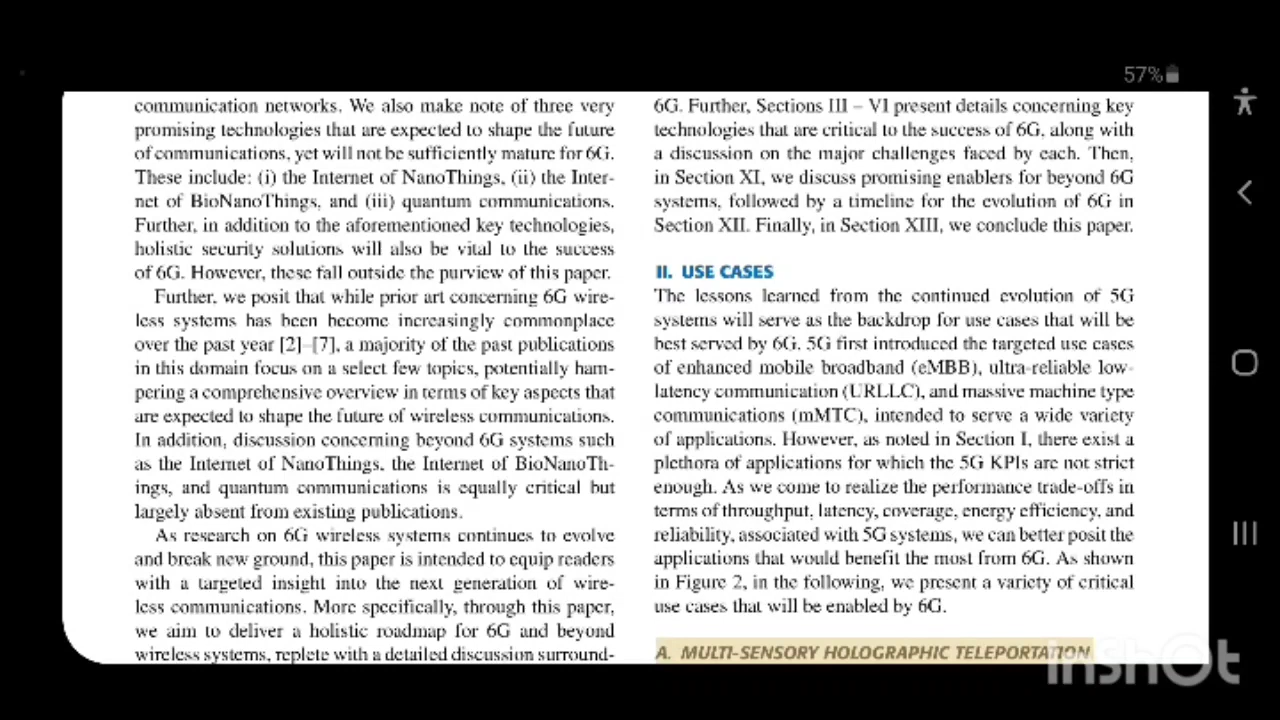 57%
communication networks. We also make note of three very
promising technologies that are expected to shape the future
of communications, yet will not be sufficiently mature for 6G.
These include: (i) the Internet of NanoThings, (ii) the Inter-
net of BioNanoThings, and (iii) quantum communications.
Further, in addition to the aforementioned key technologies,
holistic security solutions will also be vital to the success
of 6G. However, these fall outside the purview of this paper.
Further, we posit that while prior art concerning 6G wire-
less systems has been become increasingly commonplace
over the past year [2]–[7], a majority of the past publications
in this domain focus on a select few topics, potentially ham-
pering a comprehensive overview in terms of key aspects that
are expected to shape the future of wireless communications.
In addition, discussion concerning beyond 6G systems such
as the Internet of NanoThings, the Internet of BioNanoTh-
ings, and quantum communications is equally critical but
largely absent from existing publications.
As research on 6G wireless systems continues to evolve
and break new ground, this paper is intended to equip readers
with a targeted insight into the next generation of wire-
less communications. More specifically, through this paper,
we aim to deliver a holistic roadmap for 6G and beyond
wireless systems, replete with a detailed discussion surround-
6G. Further, Sections III – VI present details concerning key
technologies that are critical to the success of 6G, along with
a discussion on the major challenges faced by each. Then,
in Section XI, we discuss promising enablers for beyond 6G
systems, followed by a timeline for the evolution of 6G in
Section XII. Finally, in Section XIII, we conclude this paper.
II. USE CASES
The lessons learned from the continued evolution of 5G
systems will serve as the backdrop for use cases that will be
best served by 6G. 5G first introduced the targeted use cases
of enhanced mobile broadband (eMBB), ultra-reliable low-
latency communication (URLLC), and massive machine type
communications (mMTC), intended to serve a wide variety
of applications. However, as noted in Section I, there exist a
plethora of applications for which the 5G KPIs are not strict
enough. As we come to realize the performance trade-offs in
terms of throughput, latency, coverage, energy efficiency, and
reliability, associated with 5G systems, we can better posit the
applications that would benefit the most from 6G. As shown
in Figure 2, in the following, we present a variety of critical
use cases that will be enabled by 6G.
A. MULTI-SENSORY HOLOGRAPHIC TELEPORTATION
InShOt